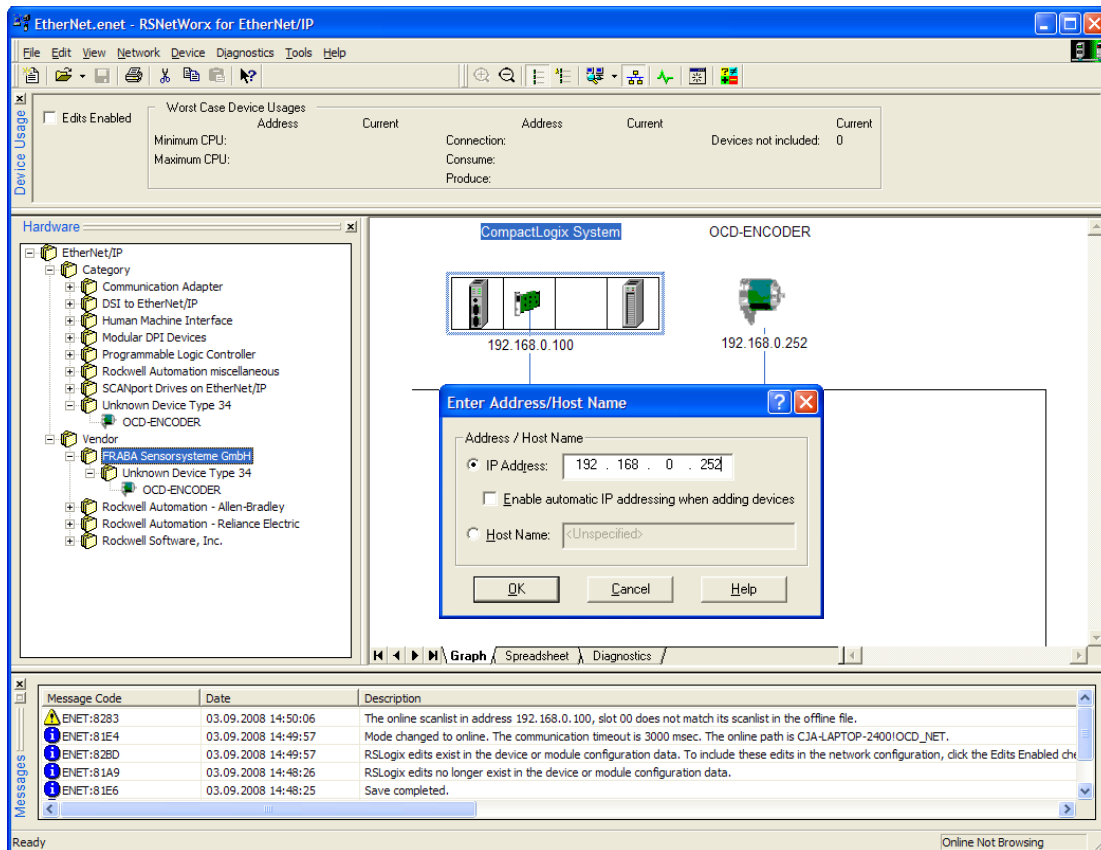 EtherNet.enet - RSNetWorx for EtherNet/IP
File Edit View Network Device Diagnostics Tools Help
Device Usage
Edits Enabled
Worst Case Device Usages
Address Current Address Current Current
Minimum CPU: Connection: Devices not included: 0
Maximum CPU: Consume:
Produce:
Hardware
EtherNet/IP
Category
Communication Adapter
DSI to EtherNet/IP
Human Machine Interface
Modular DPI Devices
Programmable Logic Controller
Rockwell Automation miscellaneous
SCANport Drives on EtherNet/IP
Unknown Device Type 34
OCD-ENCODER
Vendor
FRABA Sensorsysteme GmbH
Unknown Device Type 34
OCD-ENCODER
Rockwell Automation - Allen-Bradley
Rockwell Automation - Reliance Electric
Rockwell Software, Inc.
CompactLogix System OCD-ENCODER
192.168.0.100 192.168.0.252
Enter Address/Host Name
Address / Host Name
IP Address: 192 . 168 . 0 . 252
Enable automatic IP addressing when adding devices
Host Name: <Unspecified>
OK Cancel Help
Graph Spreadsheet Diagnostics
Messages
Message Code Date Description
ENET:8283 03.09.2008 14:50:06 The online scanlist in address 192.168.0.100, slot 00 does not match its scanlist in the offline file.
ENET:81E4 03.09.2008 14:49:57 Mode changed to online. The communication timeout is 3000 msec. The online path is CJA-LAPTOP-2400!OCD_NET.
ENET:82BD 03.09.2008 14:49:57 RSLogix edits exist in the device or module configuration data. To include these edits in the network configuration, click the Edits Enabled che
ENET:81A9 03.09.2008 14:48:26 RSLogix edits no longer exist in the device or module configuration data.
ENET:81E6 03.09.2008 14:48:25 Save completed.
Ready Online Not Browsing